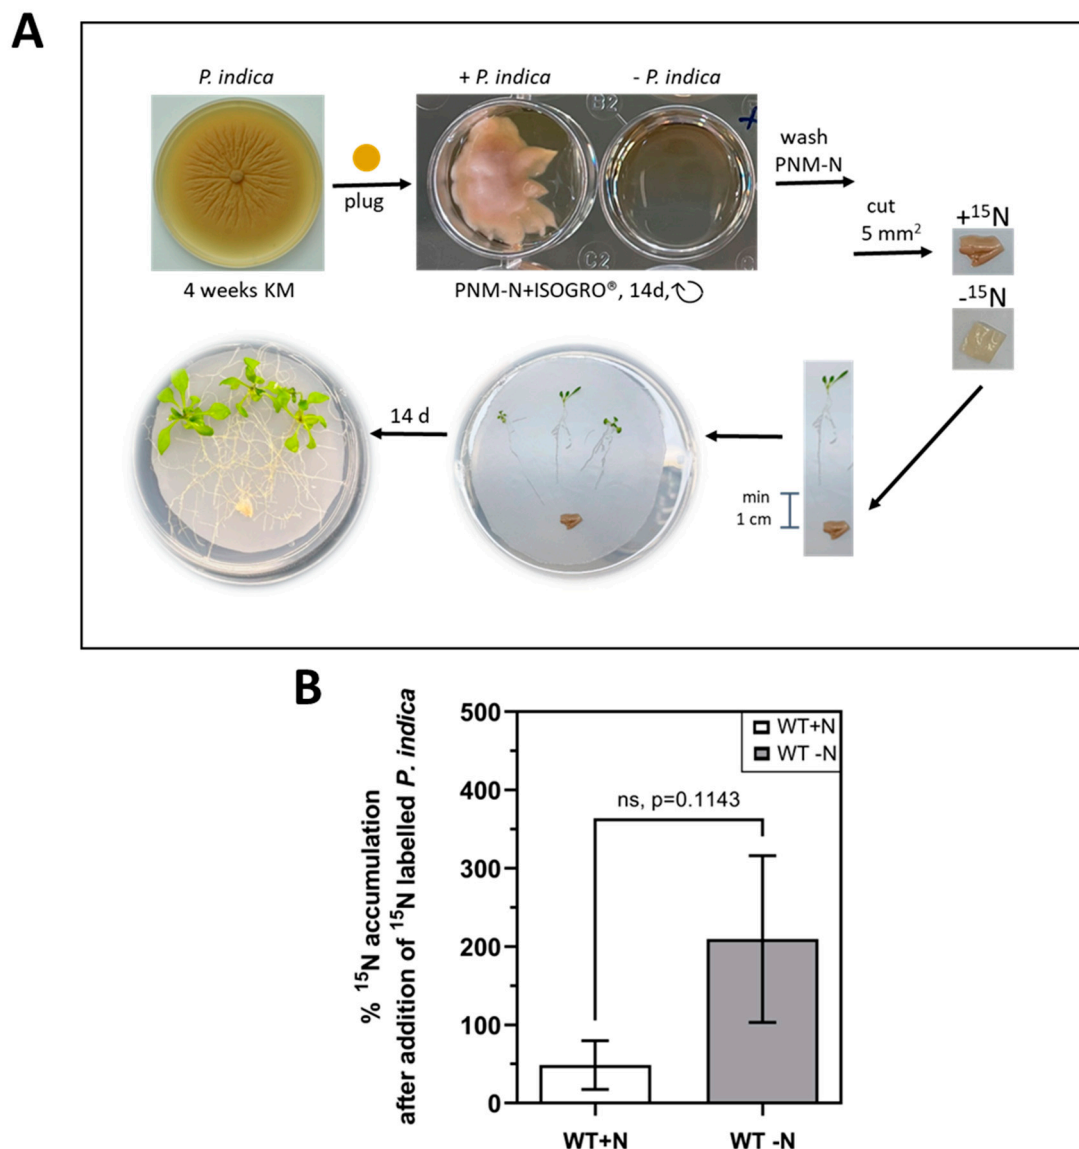 A
P. indica
+ P. indica
- P. indica
plug
wash
PNM-N
cut
5 mm²
+¹⁵N
-¹⁵N
4 weeks KM
PNM-N+ISOGRO®, 14d,
B2
C2
14 d
min
1 cm
B
% ¹⁵N accumulation
after addition of ¹⁵N labelled P. indica
500
400
300
200
100
0
WT+N
WT -N
ns, p=0.1143
WT+N
WT -N